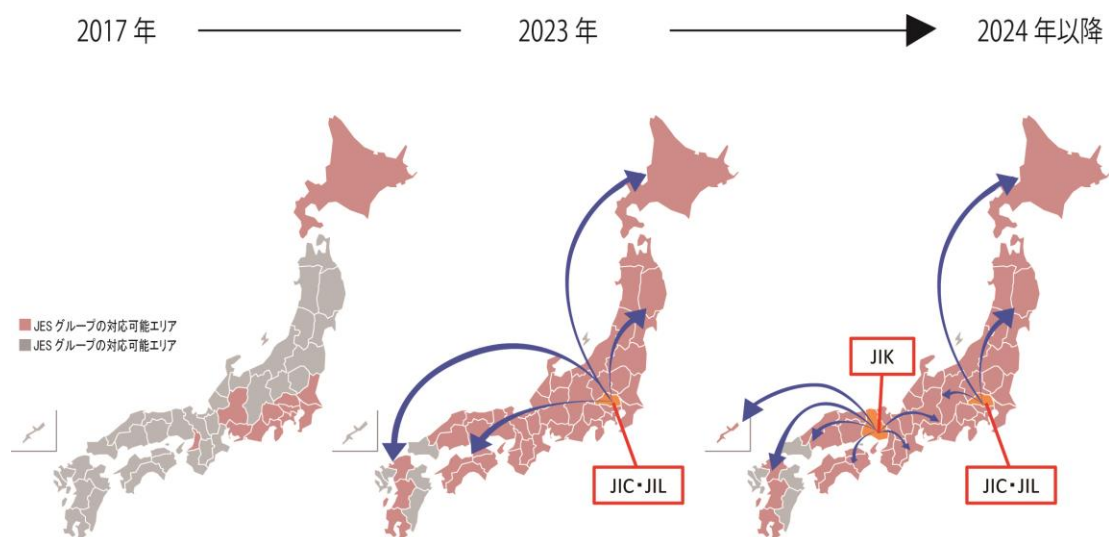 2017 年
2023 年
2024 年以降
JES グループの対応可能エリア
JES グループの対応可能エリア
JIK
JIC・JIL
JIC・JIL